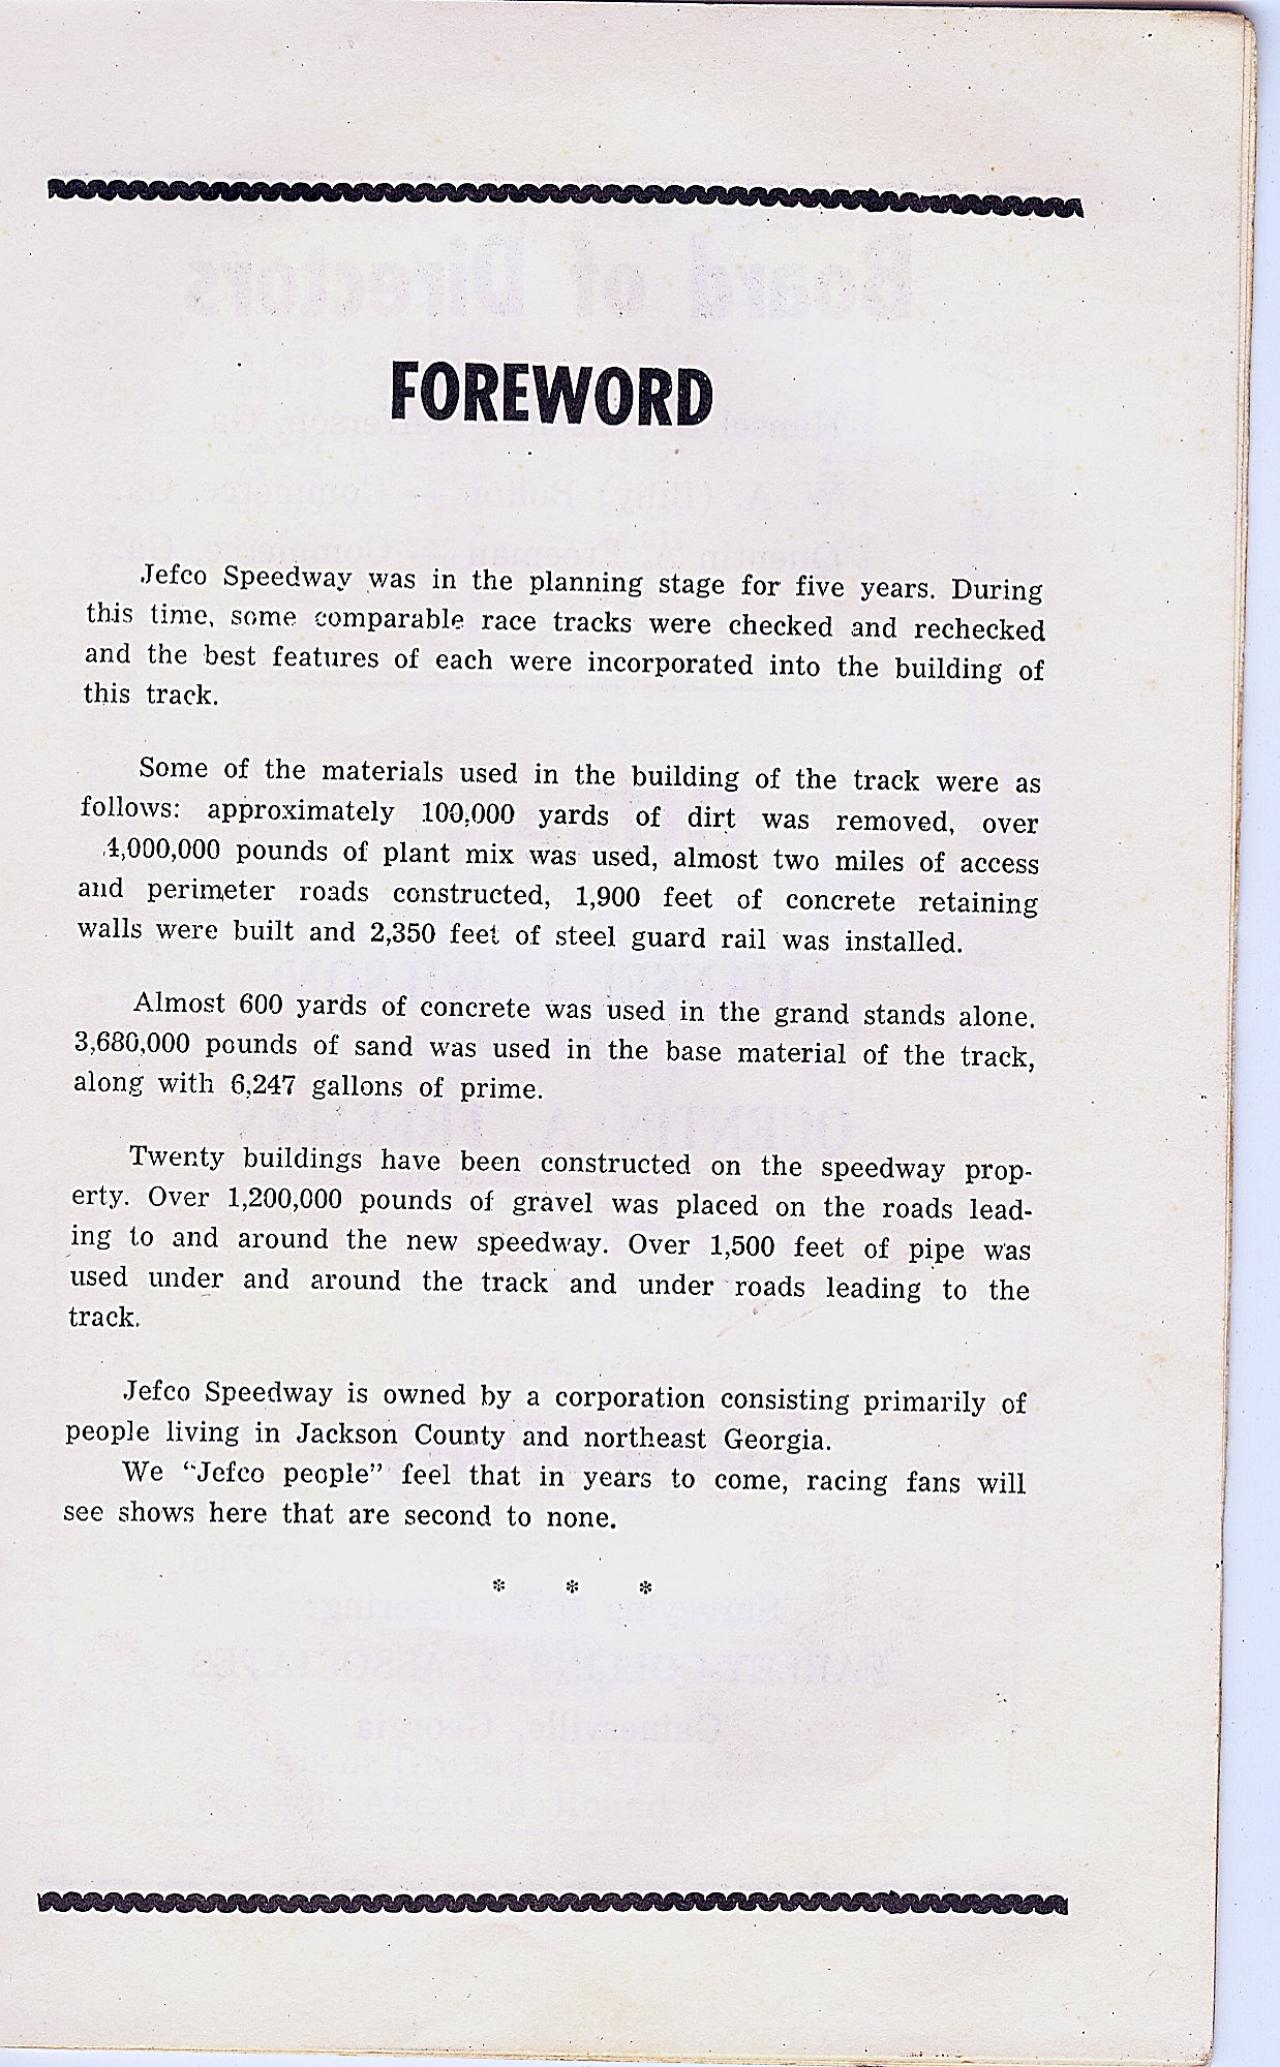 FOREWORD
Jefco Speedway was in the planning stage for five years. During
this time, some comparable race tracks were checked and rechecked
and the best features of each were incorporated into the building of
this track.
Some of the materials used in the building of the track were as
follows: approximately 100,000 yards of dirt was removed, over
4,000,000 pounds of plant mix was used, almost two miles of access
and perimeter roads constructed, 1,900 feet of concrete retaining
walls were built and 2,350 feet of steel guard rail was installed.
Almost 600 yards of concrete was used in the grand stands alone.
3,680,000 pounds of sand was used in the base material of the track,
along with 6,247 gallons of prime.
Twenty buildings have been constructed on the speedway prop-
erty. Over 1,200,000 pounds of gravel was placed on the roads lead-
ing to and around the new speedway. Over 1,500 feet of pipe was
used under and around the track and under roads leading to the
track.
Jefco Speedway is owned by a corporation consisting primarily of
people living in Jackson County and northeast Georgia.
We "Jefco people" feel that in years to come, racing fans will
see shows here that are second to none.
* * *